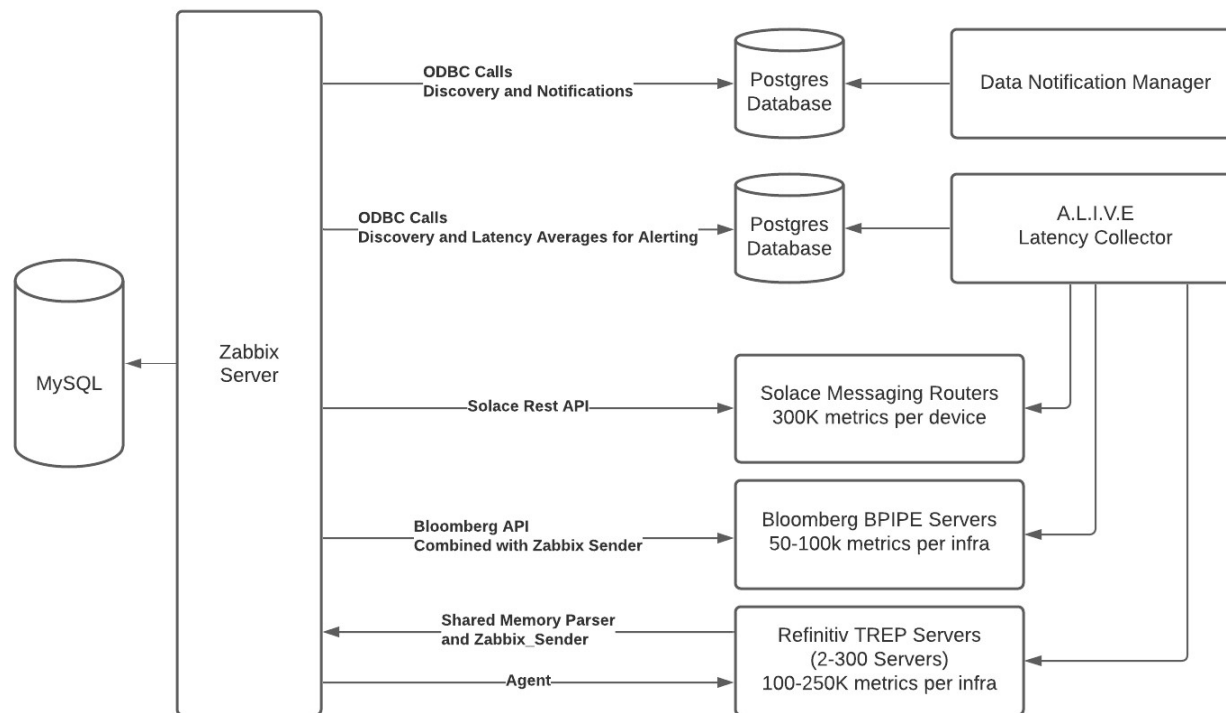 ODBC Calls
Discovery and Notifications
Postgres
Database
Data Notification Manager
ODBC Calls
Discovery and Latency Averages for Alerting
Postgres
Database
A.L.I.V.E
Latency Collector
MySQL
Zabbix
Server
Solace Rest API
Solace Messaging Routers
300K metrics per device
Bloomberg API
Combined with Zabbix Sender
Bloomberg BPIPE Servers
50-100k metrics per infra
Shared Memory Parser
and Zabbix_Sender
Agent
Refinitiv TREP Servers
(2-300 Servers)
100-250K metrics per infra